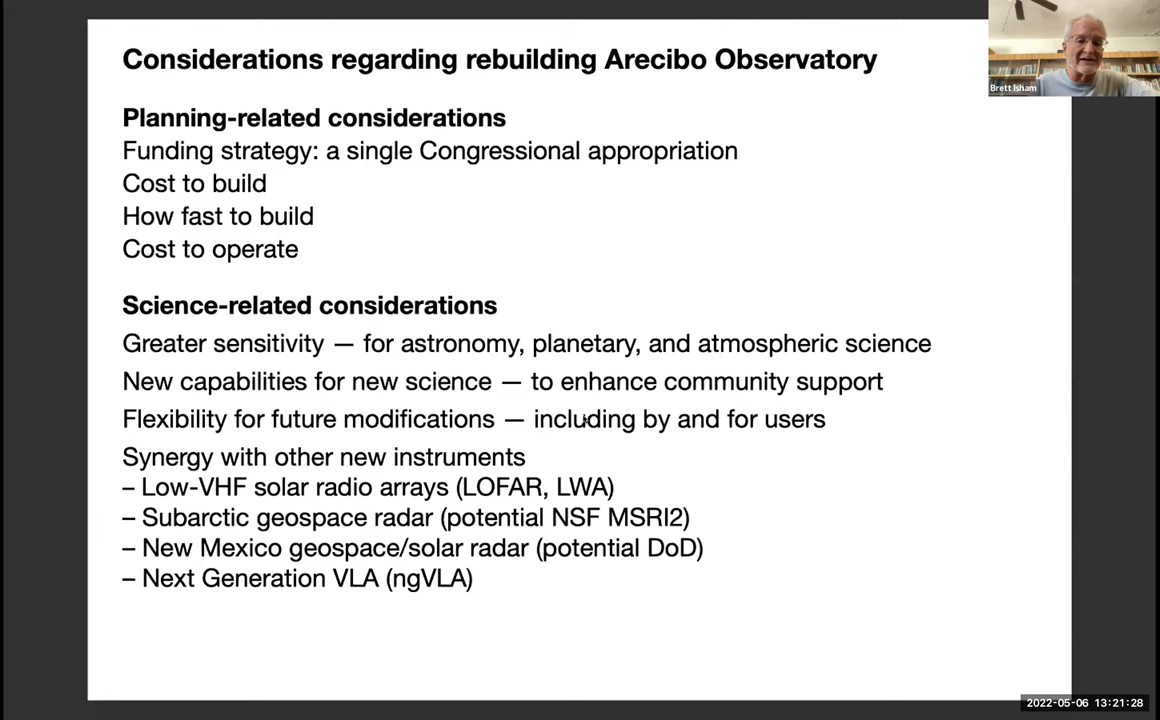 Considerations regarding rebuilding Arecibo Observatory
Brett Isham
Planning-related considerations
Funding strategy: a single Congressional appropriation
Cost to build
How fast to build
Cost to operate
Science-related considerations
Greater sensitivity — for astronomy, planetary, and atmospheric science
New capabilities for new science — to enhance community support
Flexibility for future modifications — including by and for users
Synergy with other new instruments
– Low-VHF solar radio arrays (LOFAR, LWA)
– Subarctic geospace radar (potential NSF MSRI2)
– New Mexico geospace/solar radar (potential DoD)
– Next Generation VLA (ngVLA)
2022-05-06 13:21:28